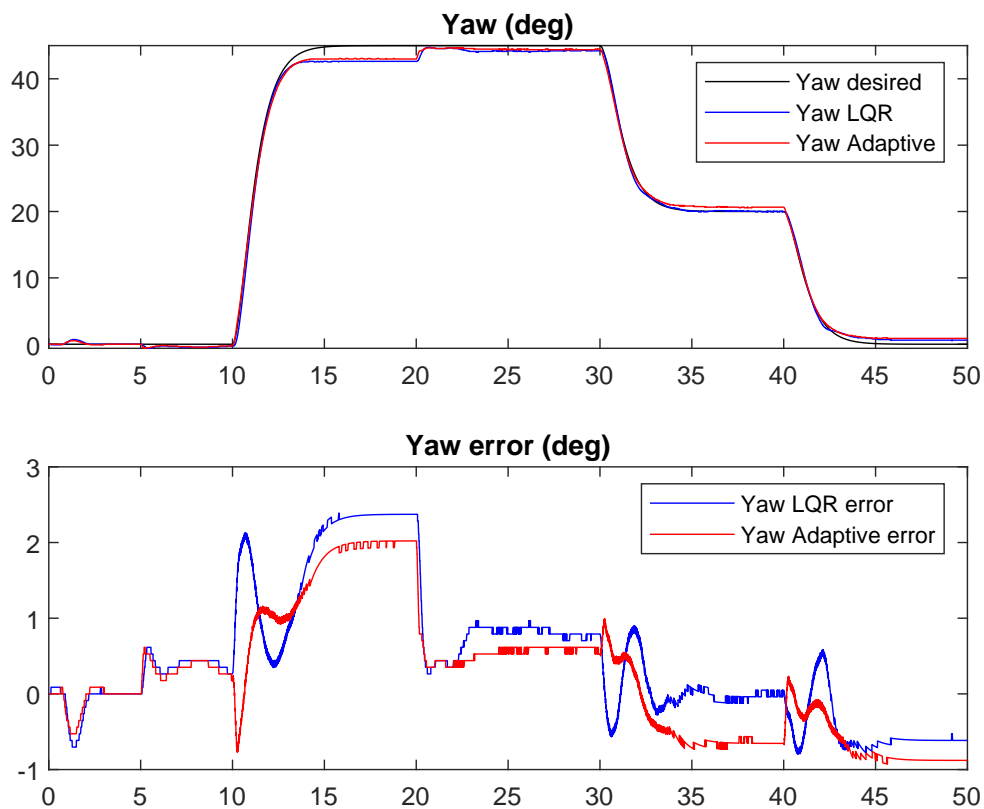 Yaw (deg)
40
30
20
10
0
Yaw desired
Yaw LQR
Yaw Adaptive
0 5 10 15 20 25 30 35 40 45 50
Yaw error (deg)
3
2
1
0
-1
Yaw LQR error
Yaw Adaptive error
0 5 10 15 20 25 30 35 40 45 50